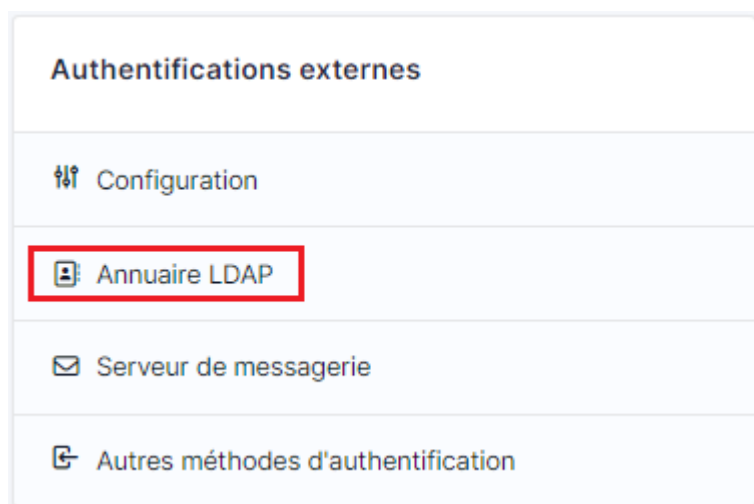 Authentifications externes
Configuration
Annuaire LDAP
Serveur de messagerie
Autres méthodes d'authentification